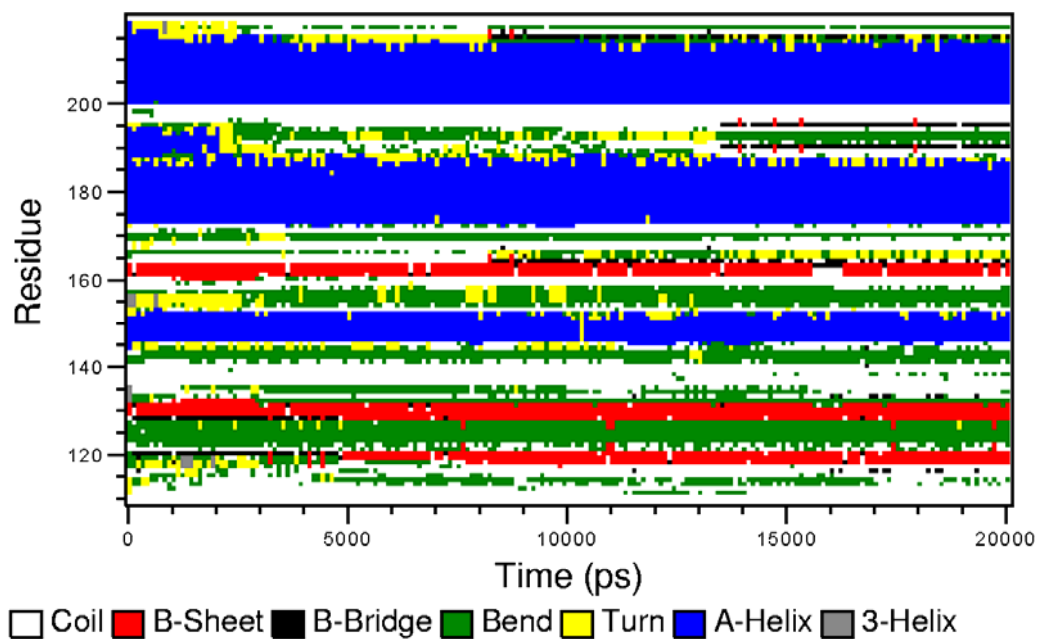 200
180
160
140
120
Residue
0 5000 10000 15000 20000
Time (ps)
Coil B-Sheet B-Bridge Bend Turn A-Helix 3-Helix